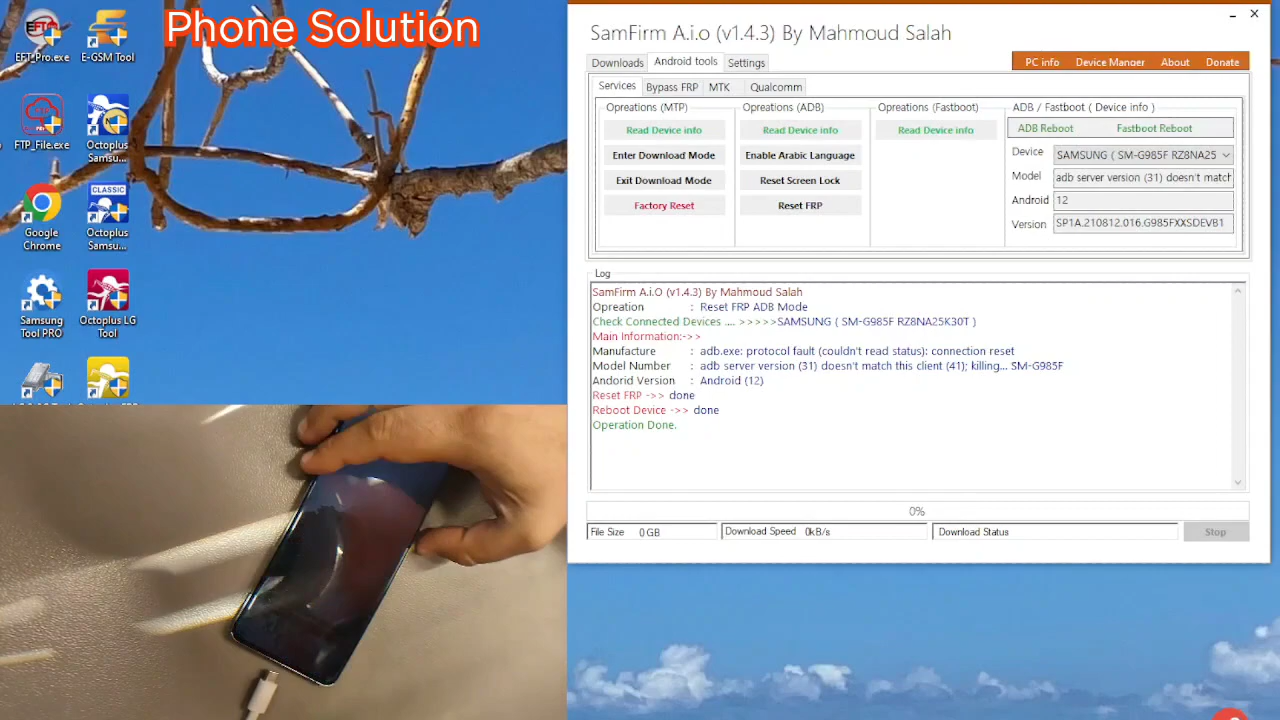 Phone Solution
EFT_Pro.exe
E-GSM Tool
FTP_File.exe
Octoplus
Samsu...
CLASSIC
Google
Chrome
Octoplus
Samsu...
Samsung
Tool PRO
Octoplus LG
Tool
SamFirm A.i.o (v1.4.3) By Mahmoud Salah
Downloads Android tools Settings
PC info Device Manger About Donate
Services Bypass FRP MTK Qualcomm
Opreations (MTP)
Read Device info
Enter Download Mode
Exit Download Mode
Factory Reset
Opreations (ADB)
Read Device info
Enable Arabic Language
Reset Screen Lock
Reset FRP
Opreations (Fastboot)
Read Device info
ADB / Fastboot ( Device info )
ADB Reboot Fastboot Reboot
Device SAMSUNG ( SM-G985F RZ8NA25
Model adb server version (31) doesn't match
Android 12
Version SP1A.210812.016.G985FXXSDEVB1
Log
SamFirm A.i.O (v1.4.3) By Mahmoud Salah
Opreation : Reset FRP ADB Mode
Check Connected Devices .... >>>>>SAMSUNG ( SM-G985F RZ8NA25K30T )
Main Information:->>
Manufacture : adb.exe: protocol fault (couldn't read status): connection reset
Model Number : adb server version (31) doesn't match this client (41); killing... SM-G985F
Andorid Version : Android (12)
Reset FRP ->> done
Reboot Device ->> done
Operation Done.
0%
File Size 0 GB
Download Speed 0kB/s
Download Status
Stop